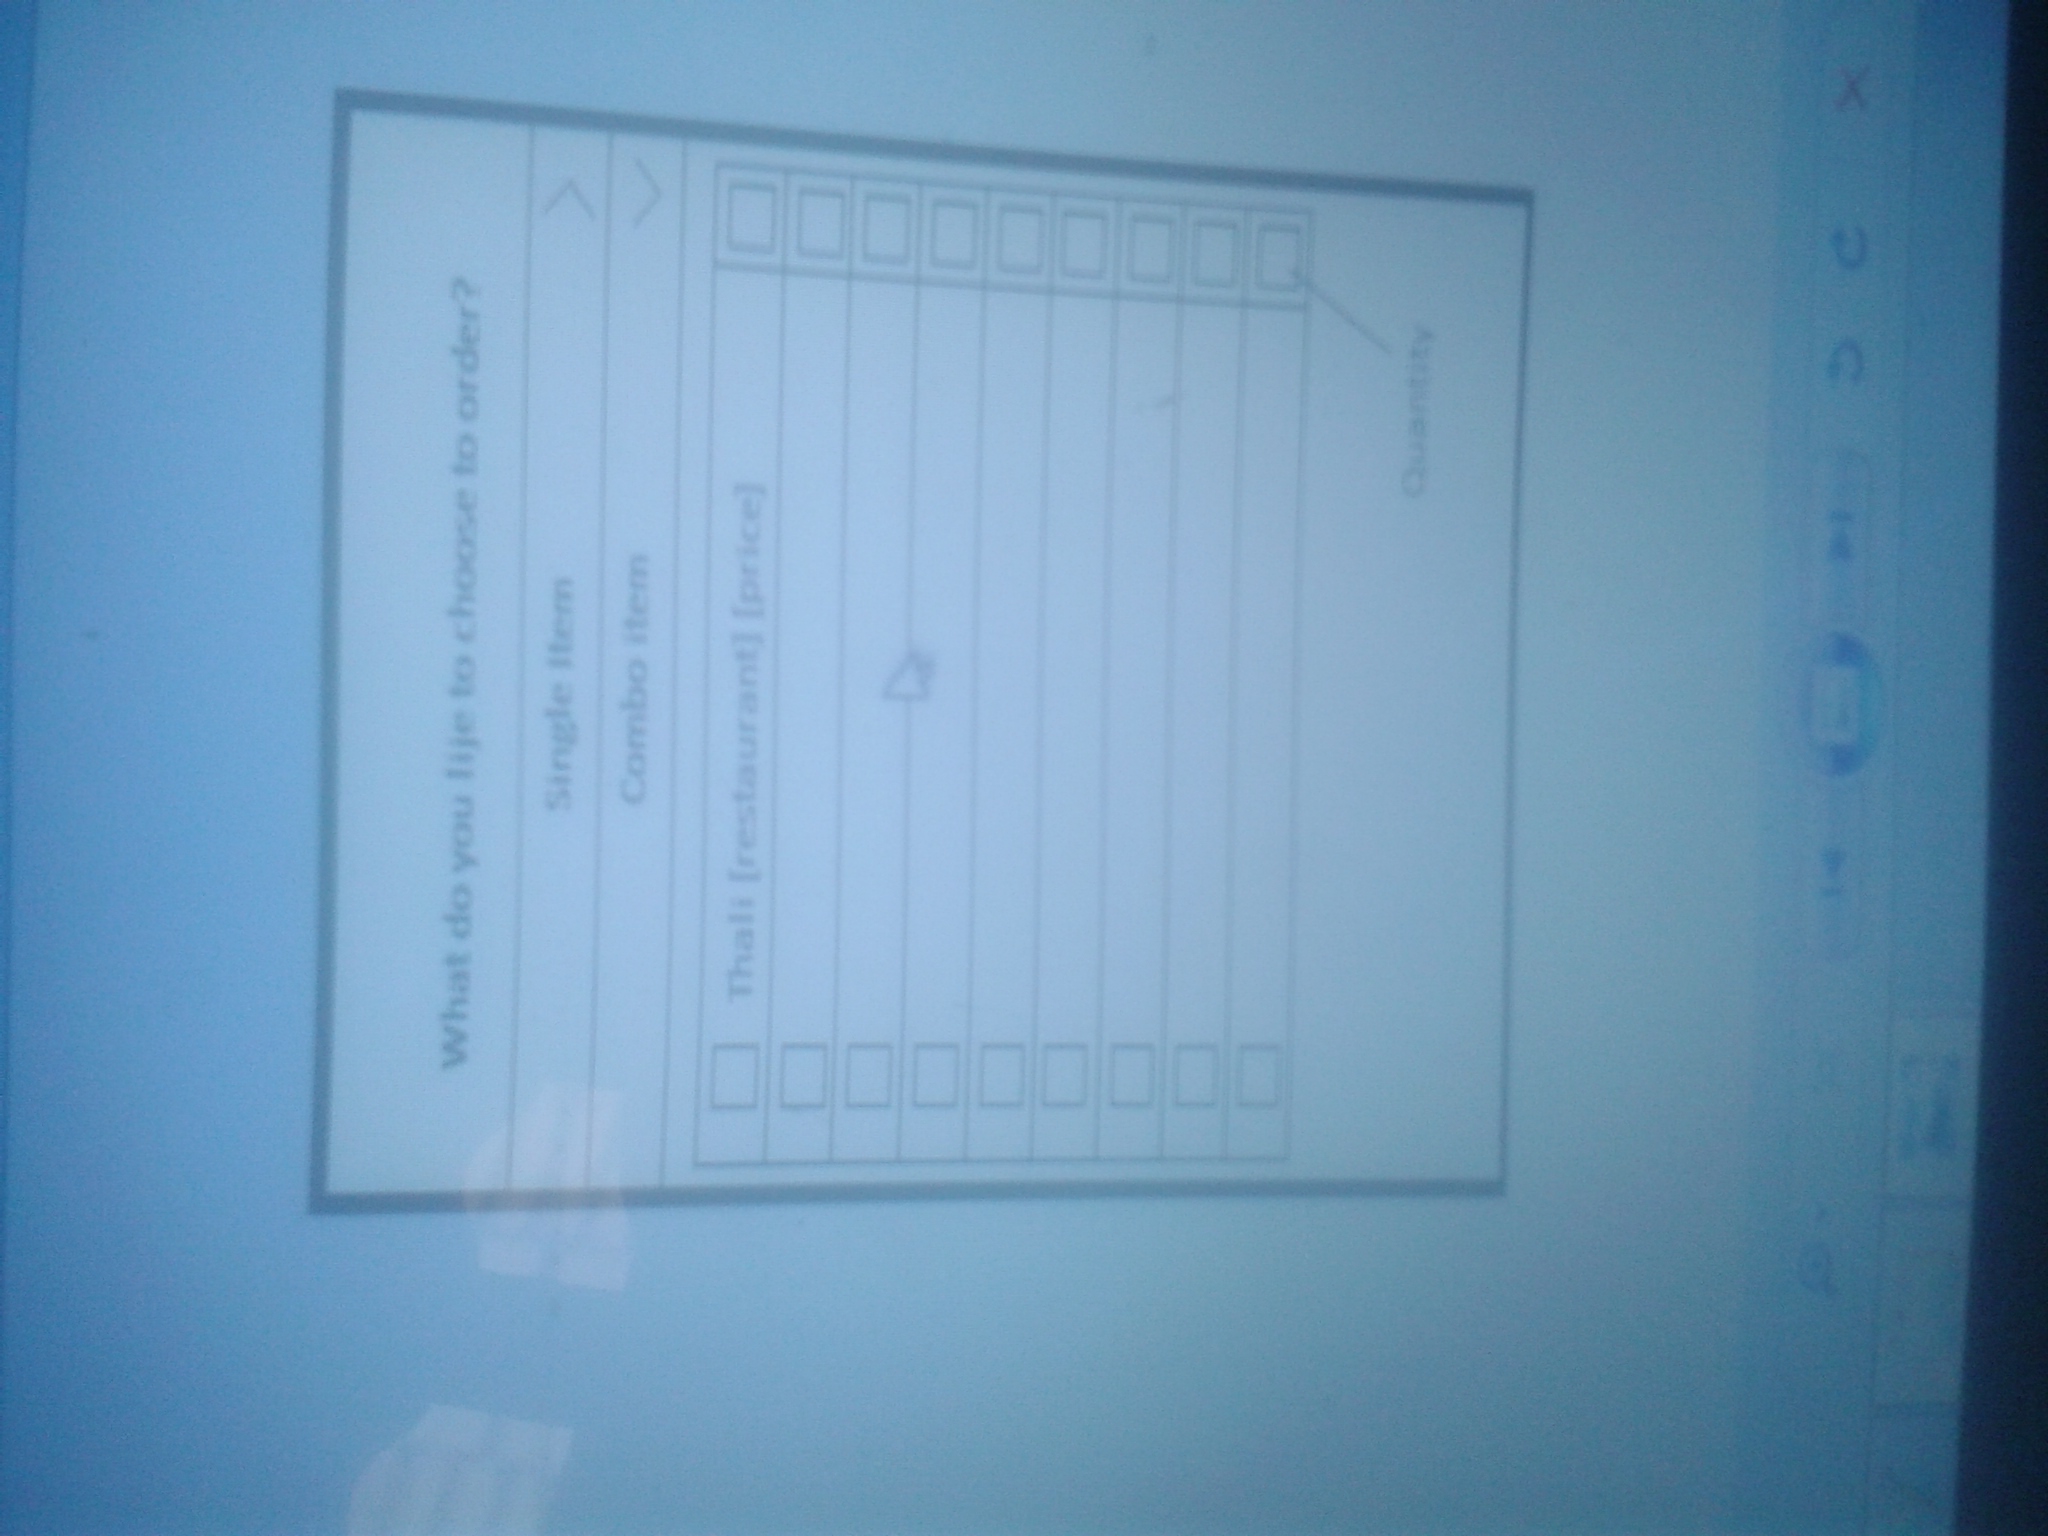 What do you lije to choose to order?
Single Item
Combo item
Thali [restaurant] [price]
Quantity